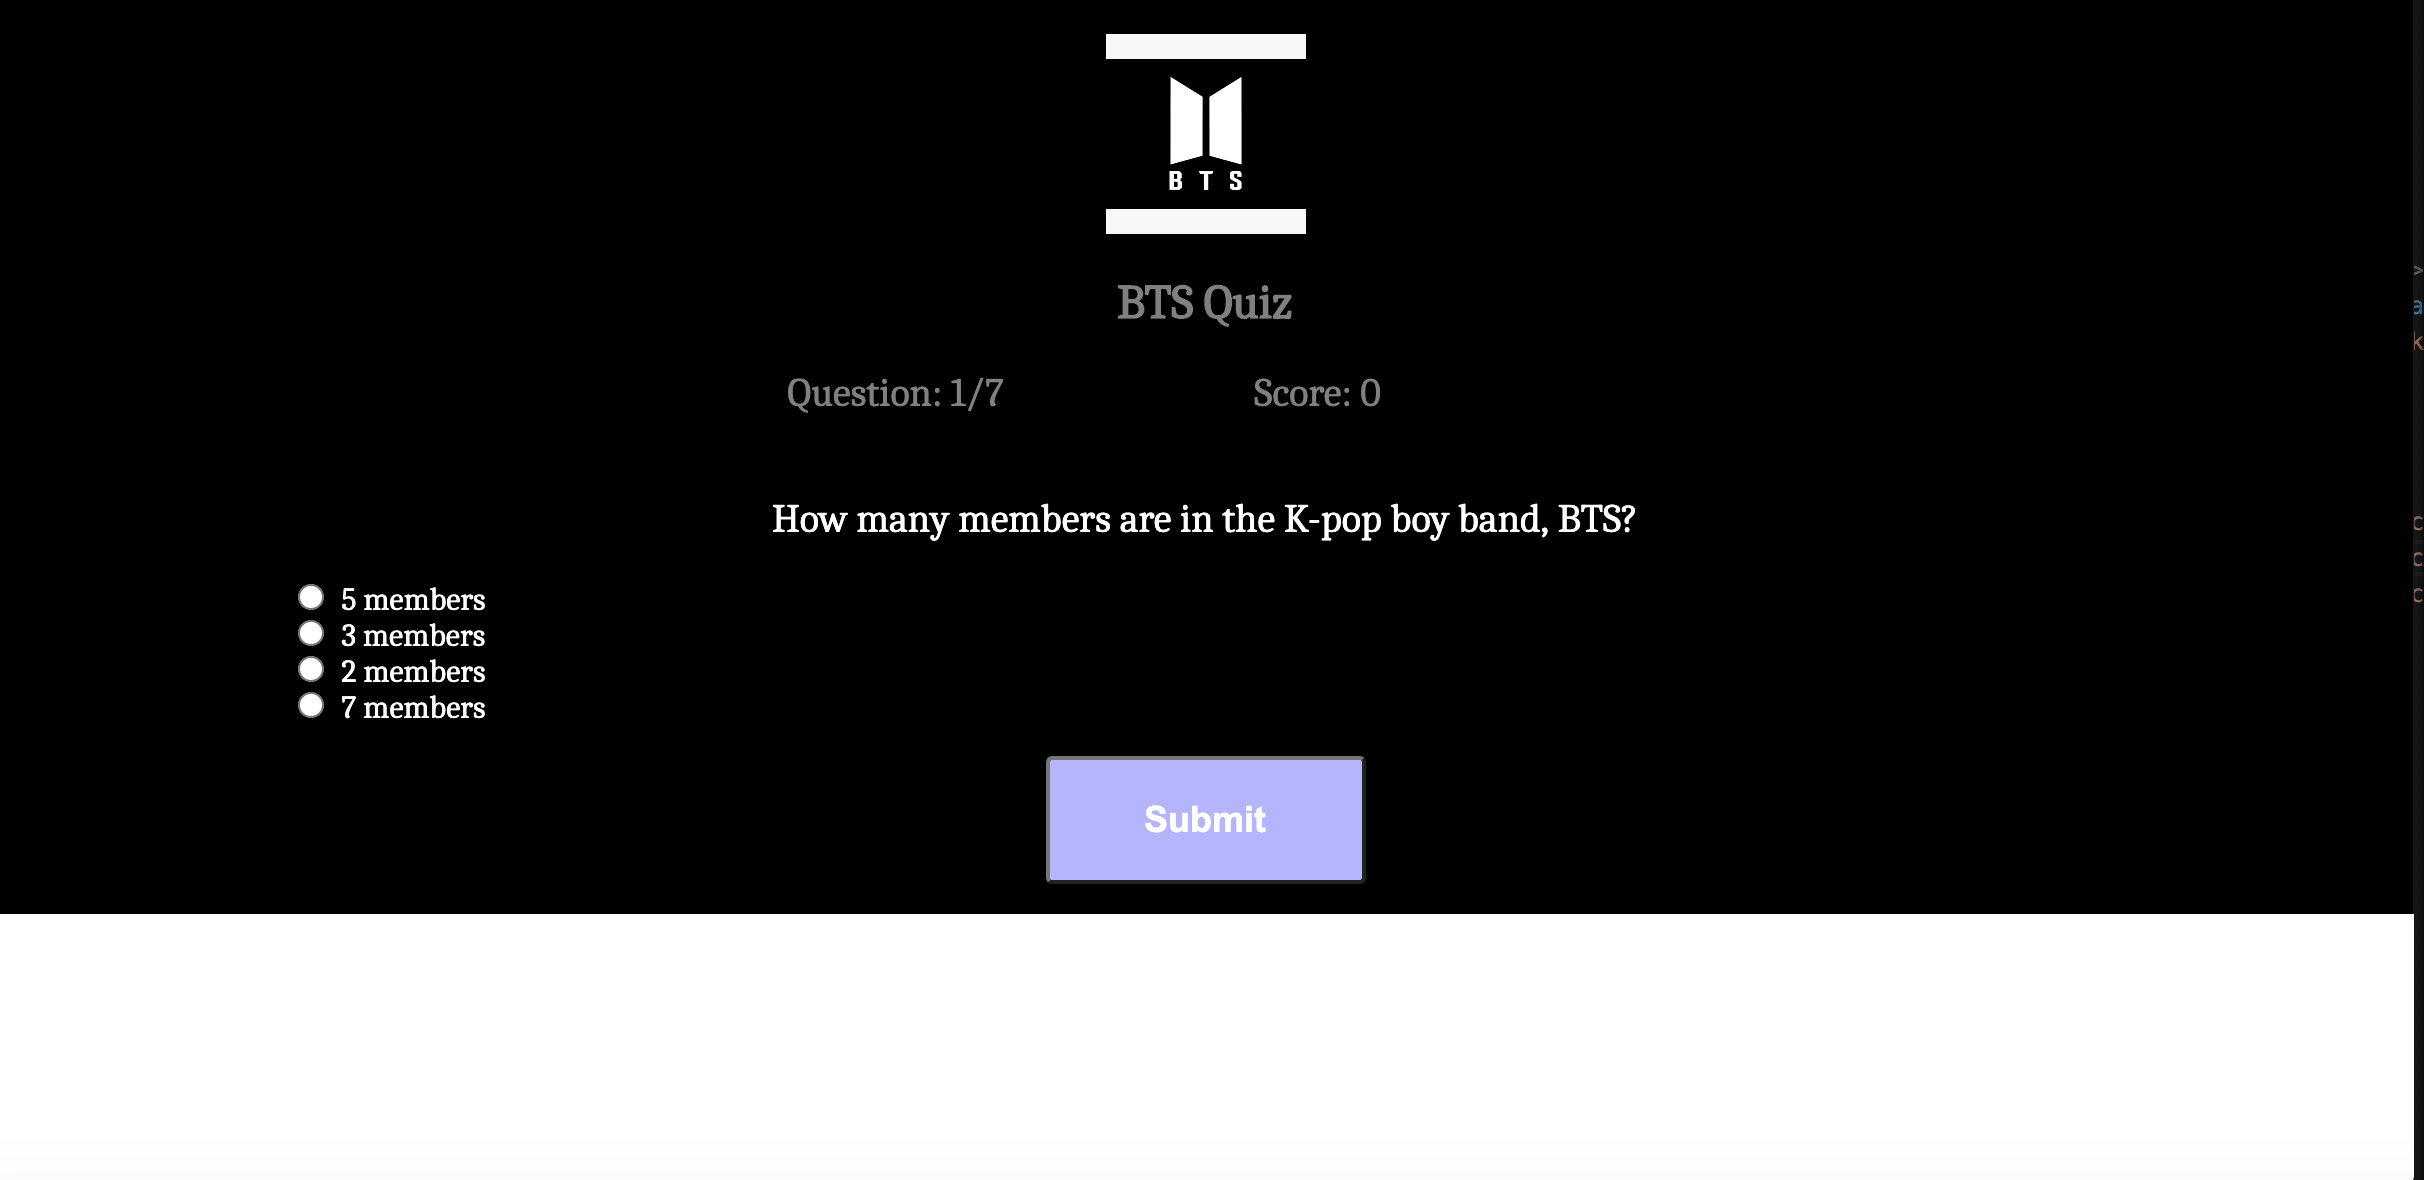 B T S
BTS Quiz
Question: 1/7 Score: 0
How many members are in the K-pop boy band, BTS?
5 members
3 members
2 members
7 members
Submit
>
a
k
c
c
c